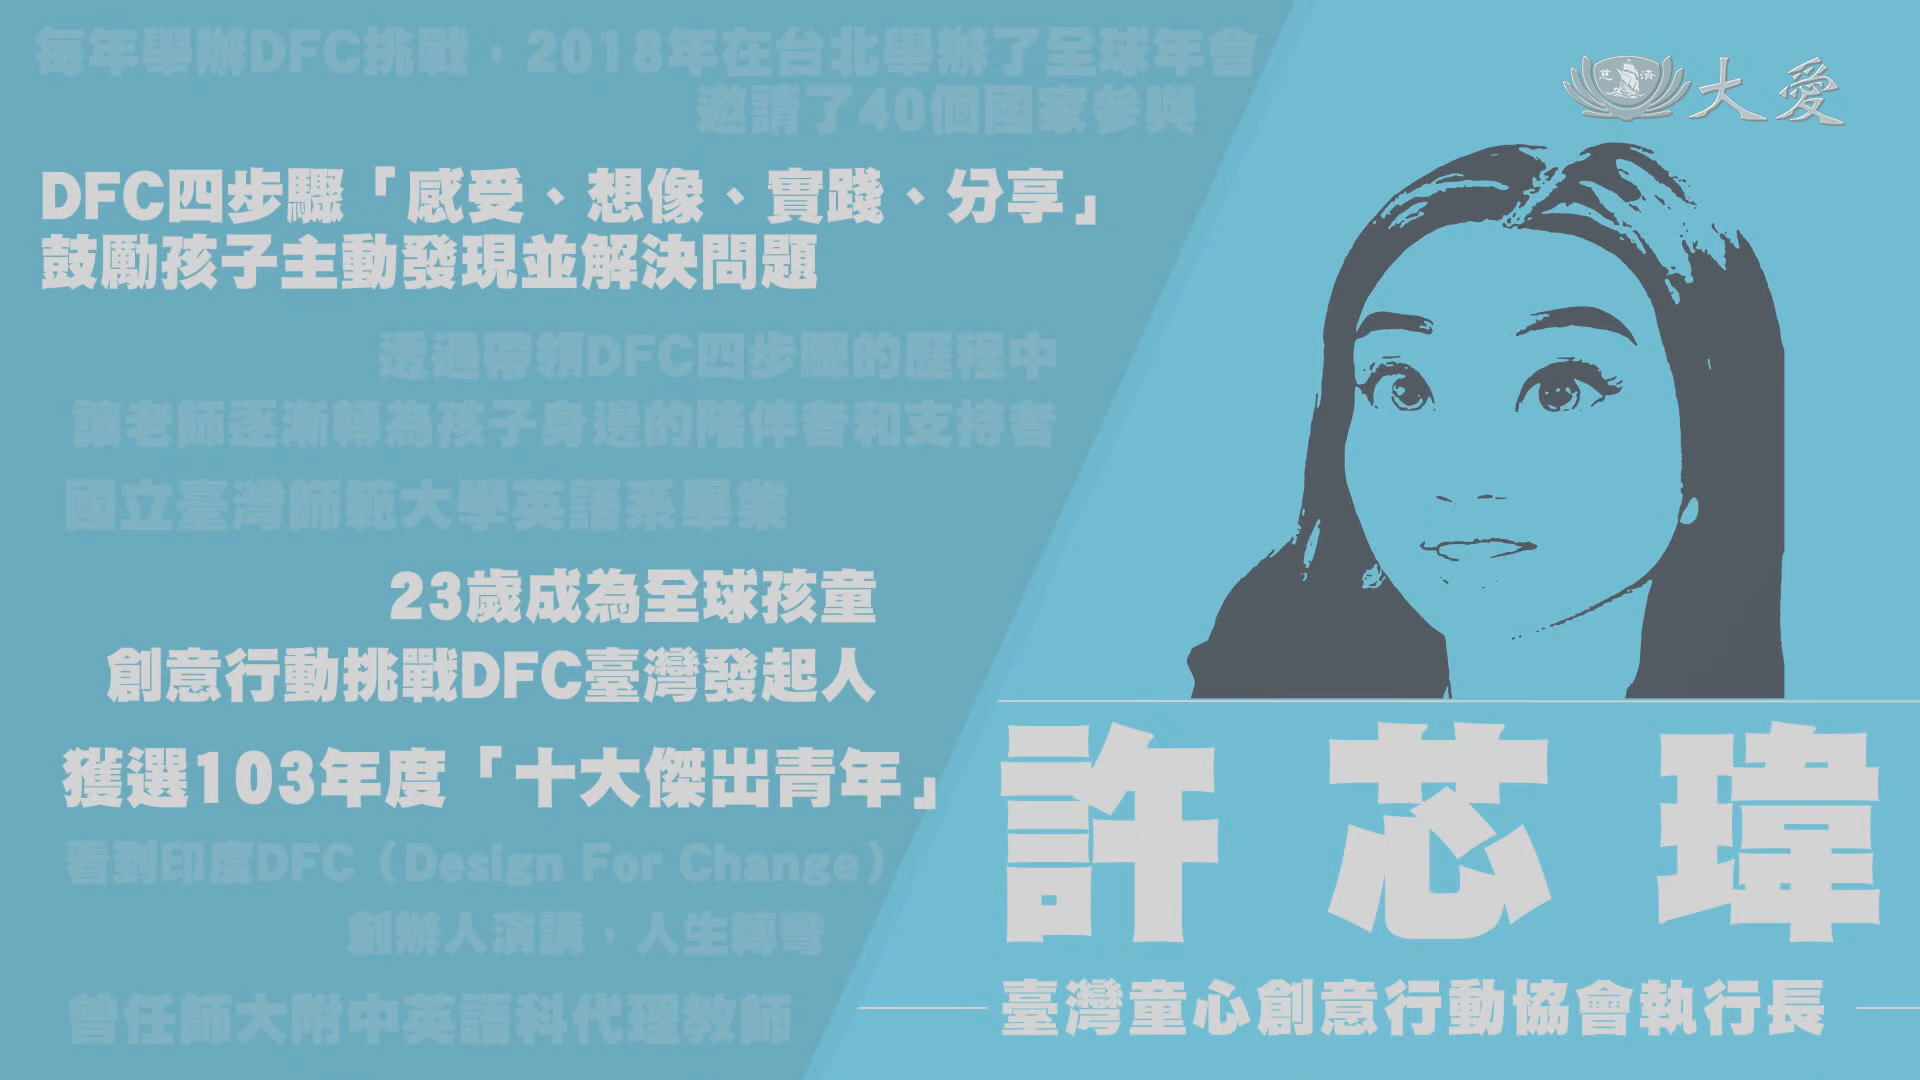 每年舉辦DFC挑戰，2018年在台北舉辦了全球年會
邀請了40個國家參與
DFC四步驟「感受、想像、實踐、分享」
鼓勵孩子主動發現並解決問題
透過帶領DFC四步驟的歷程中
讓老師逐漸轉為孩子身邊的陪伴者和支持者
國立臺灣師範大學英語系畢業
23歲成為全球孩童
創意行動挑戰DFC臺灣發起人
獲選103年度「十大傑出青年」
看到印度DFC（Design For Change）
創辦人演講，人生轉彎
曾任師大附中英語科代理教師
慈濟
大愛
許芯瑋
臺灣童心創意行動協會執行長